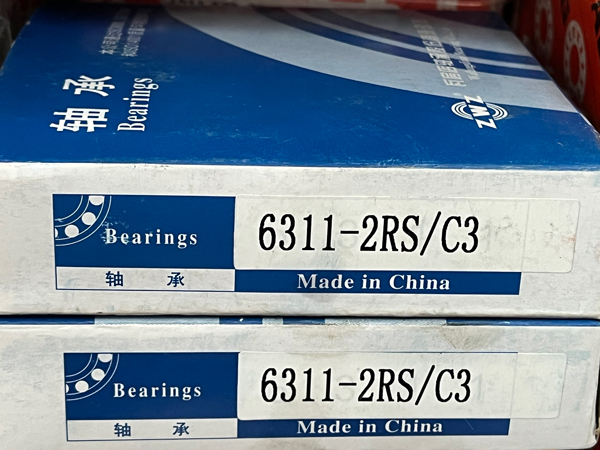 轴承
Bearings
ZWZ
Bearings
6311-2RS/C3
轴 承
Made in China
Bearings
6311-2RS/C3
轴 承
Made in China